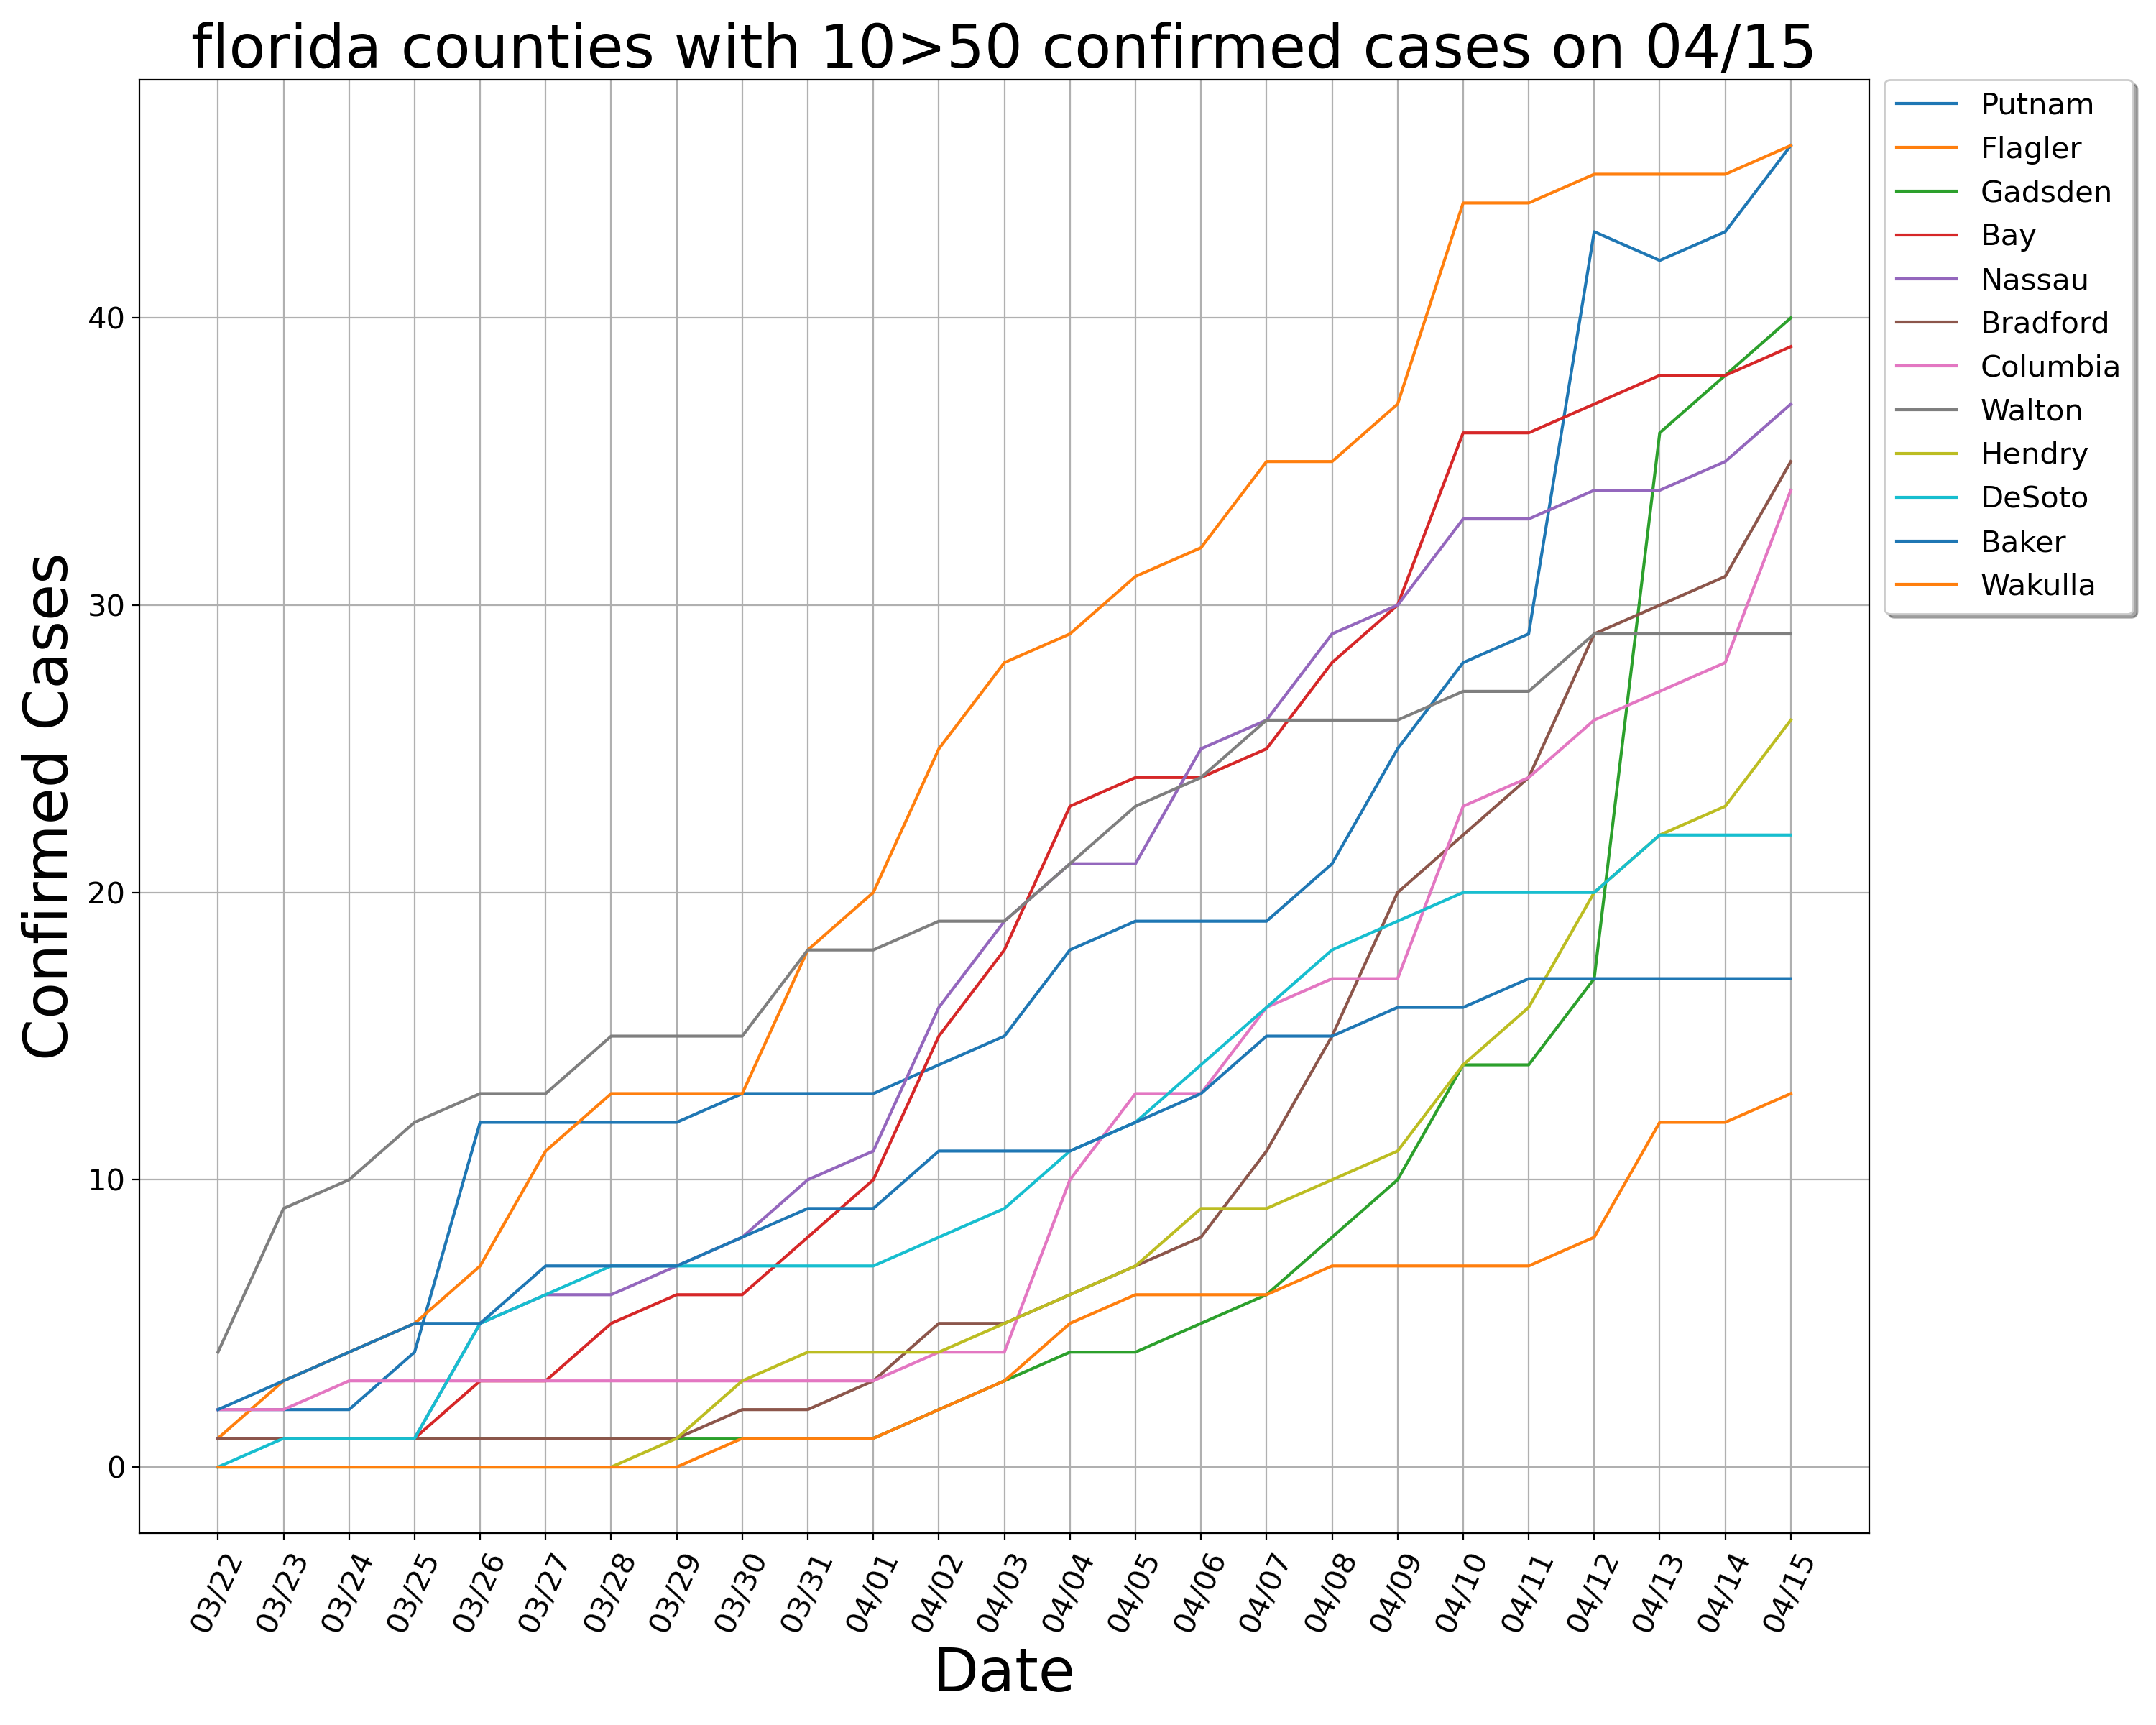 florida counties with 10>50 confirmed cases on 04/15
Putnam
Flagler
Gadsden
Bay
Nassau
Bradford
Columbia
Walton
Hendry
DeSoto
Baker
Wakulla
Confirmed Cases
40
30
20
10
0
03/22 03/23 03/24 03/25 03/26 03/27 03/28 03/29 03/30 03/31 04/01 04/02 04/03 04/04 04/05 04/06 04/07 04/08 04/09 04/10 04/11 04/12 04/13 04/14 04/15
Date